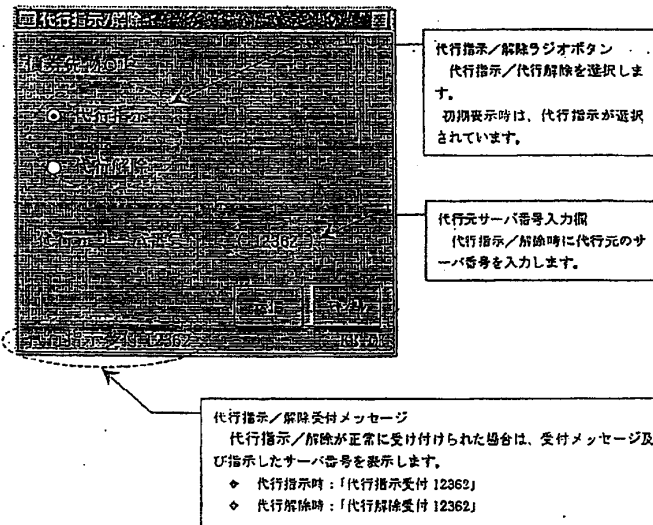 代行指示/解除
代行指示／解除ラジオボタン
代行指示／代行解除を選択しま
す。
初期表示時は、代行指示が選択
されています。
代行指示
代行解除
12362
代行元サーバ番号入力欄
代行指示／解除時に代行元のサ
ーバ番号を入力します。
代行指示受付 12362
代行指示／解除受付メッセージ
代行指示／解除が正常に受け付けられた場合は、受付メッセージ及
び指示したサーバ番号を表示します。
◆ 代行指示時：「代行指示受付 12362」
◇ 代行解除時：「代行解除受付 12362」